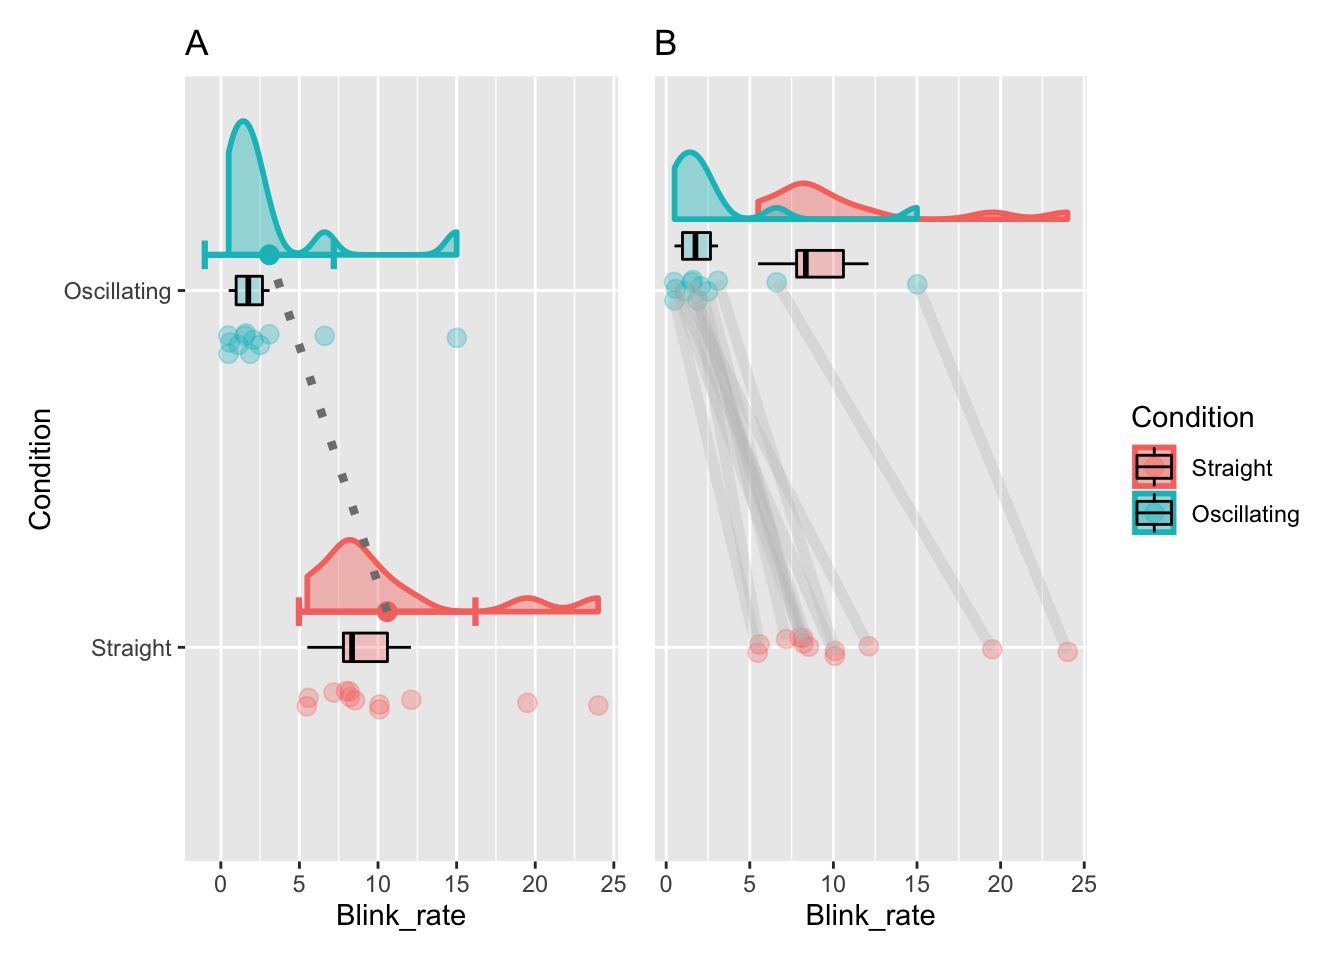 A
B
Oscillating
Straight
Condition
0 5 10 15 20 25
0 5 10 15 20 25
Blink_rate
Blink_rate
Condition
Straight
Oscillating